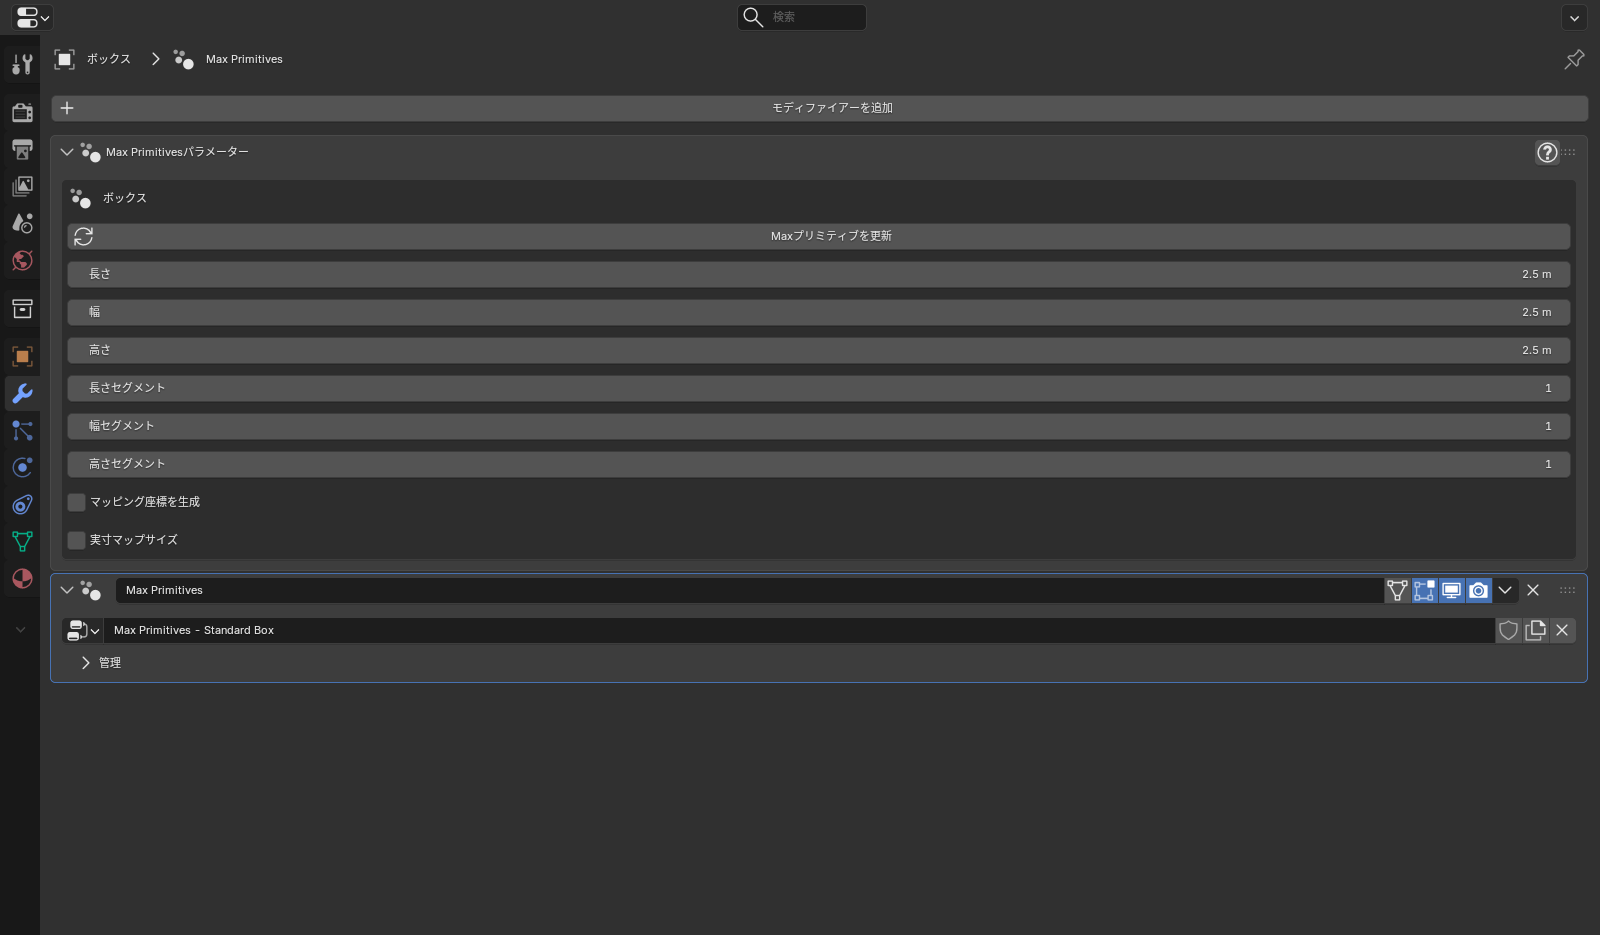 検索
ボックス Max Primitives
モディファイアーを追加
Max Primitivesパラメーター
ボックス
Maxプリミティブを更新
長さ 2.5 m
幅 2.5 m
高さ 2.5 m
長さセグメント 1
幅セグメント 1
高さセグメント 1
マッピング座標を生成
実寸マップサイズ
Max Primitives
Max Primitives - Standard Box
管理